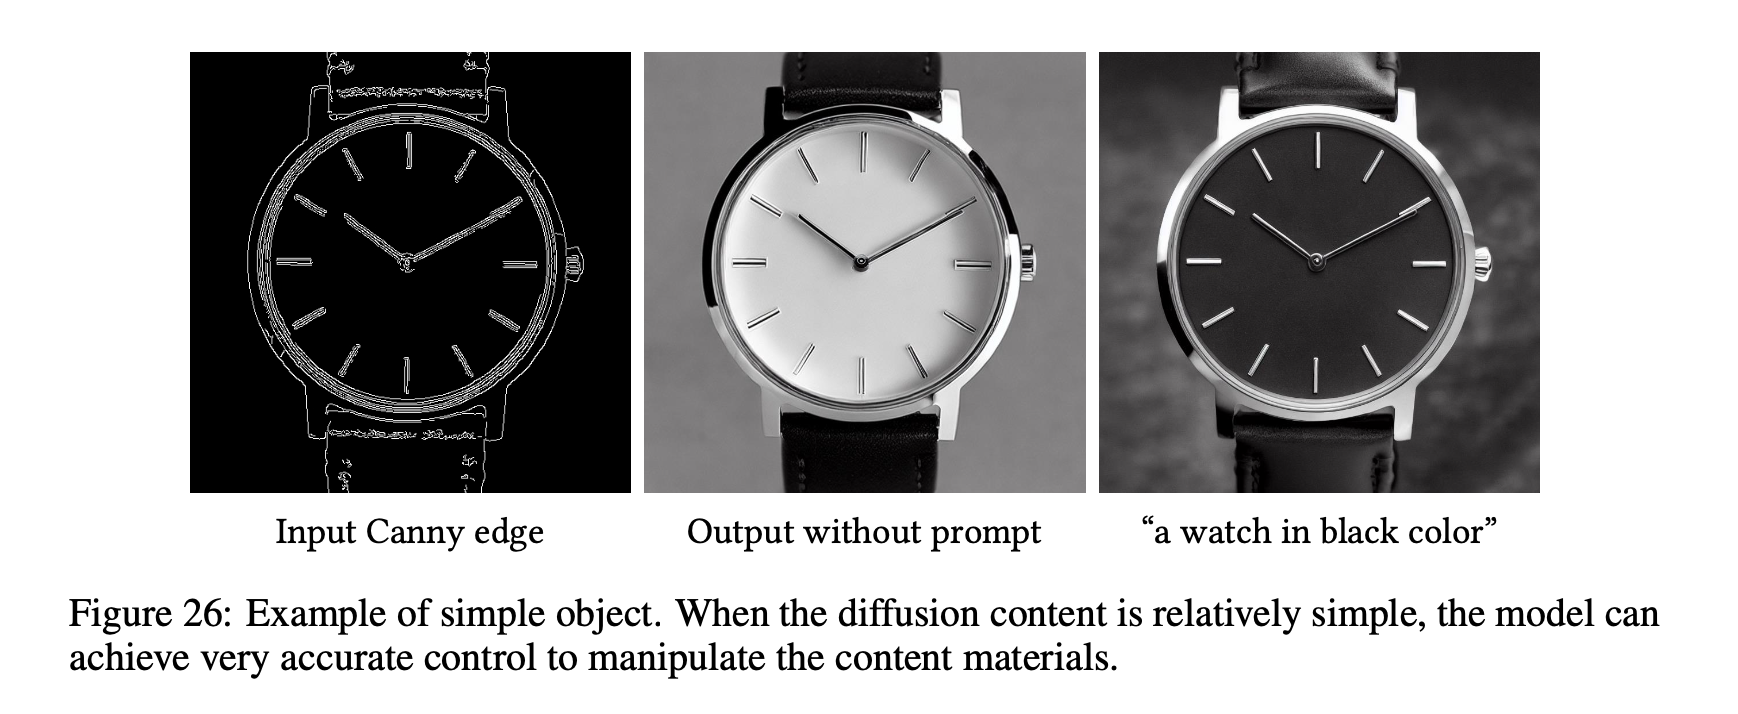 Input Canny edge
Output without prompt
“a watch in black color”
Figure 26: Example of simple object. When the diffusion content is relatively simple, the model can
achieve very accurate control to manipulate the content materials.